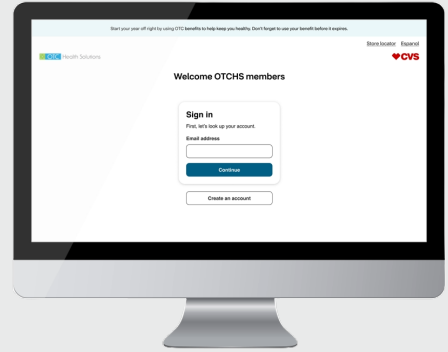 Start your year off right by using OTC benefits to help keep you healthy. Don't forget to use your benefit before it expires.
Store locator Espanol
OTC Health Solutions
CVS
Welcome OTCHS members
Sign in
First, let's look up your account.
Email address
Continue
Create an account